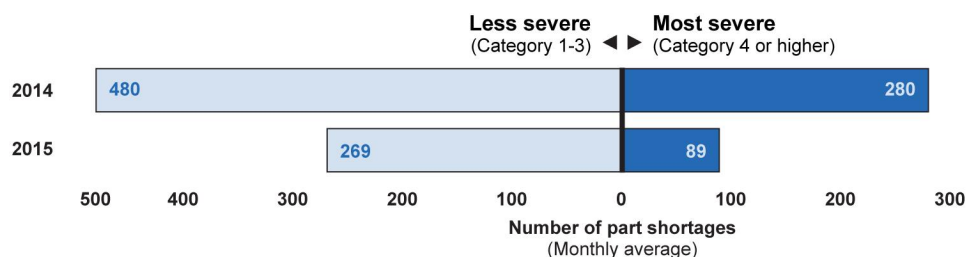 Less severe
(Category 1-3)
Most severe
(Category 4 or higher)
2014
480
280
2015
269
89
500 400 300 200 100 0 100 200 300
Number of part shortages
(Monthly average)